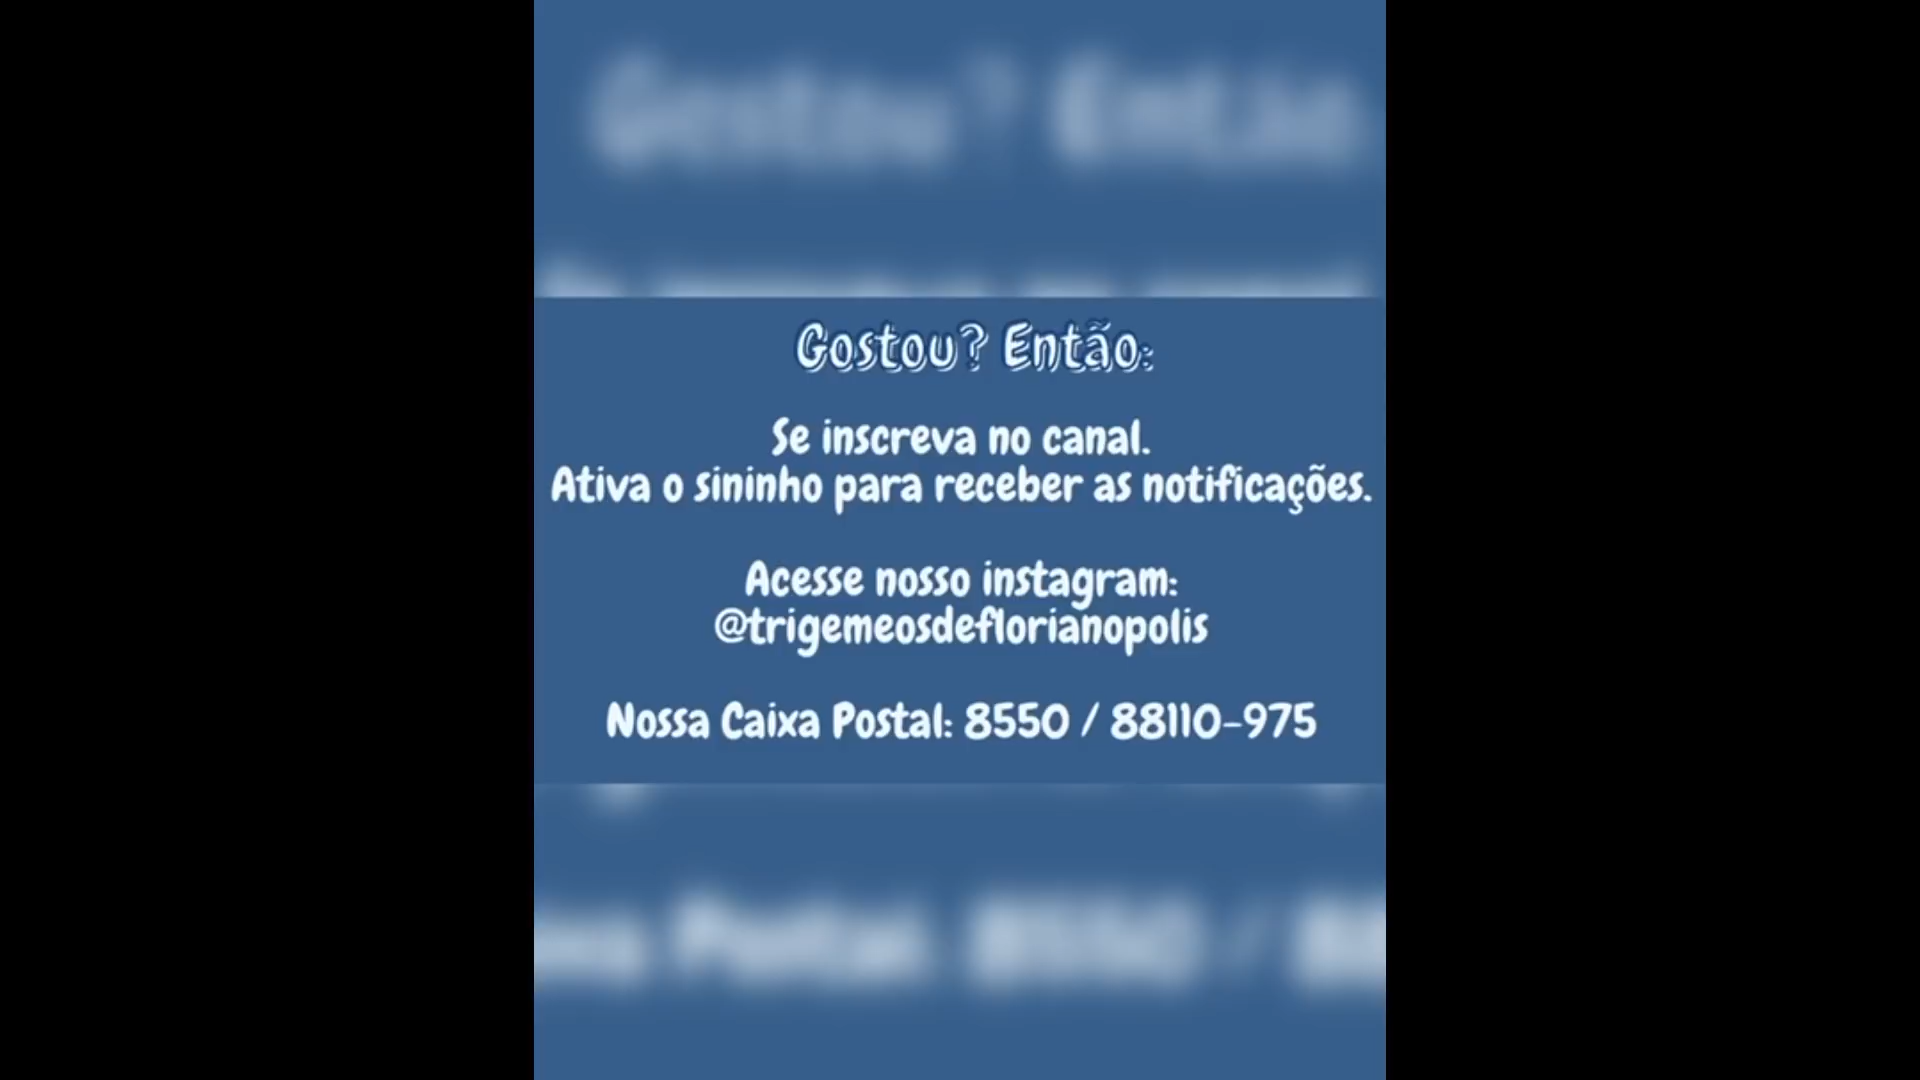 Gostou? Então:
Se inscreva no canal.
Ativa o sininho para receber as notificações.
Acesse nosso instagram:
@trigemeosdeflorianopolis
Nossa Caixa Postal: 8550 / 88110-975